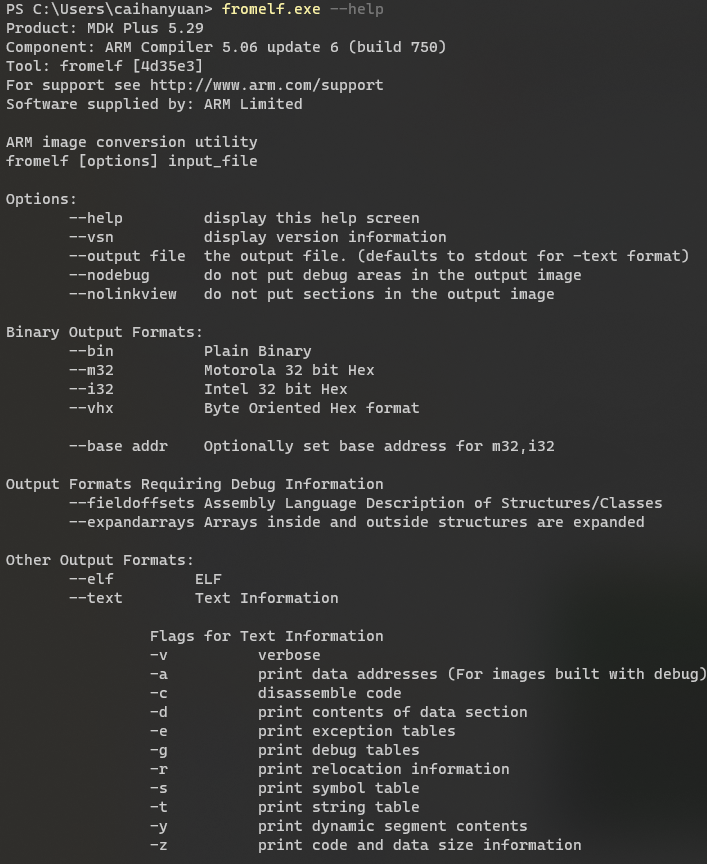 PS C:\Users\caihanyuan> fromelf.exe --help
Product: MDK Plus 5.29
Component: ARM Compiler 5.06 update 6 (build 750)
Tool: fromelf [4d35e3]
For support see http://www.arm.com/support
Software supplied by: ARM Limited

ARM image conversion utility
fromelf [options] input_file

Options:
       --help         display this help screen
       --vsn          display version information
       --output file  the output file. (defaults to stdout for -text format)
       --nodebug      do not put debug areas in the output image
       --nolinkview   do not put sections in the output image

Binary Output Formats:
       --bin          Plain Binary
       --m32          Motorola 32 bit Hex
       --i32          Intel 32 bit Hex
       --vhx          Byte Oriented Hex format

       --base addr    Optionally set base address for m32,i32

Output Formats Requiring Debug Information
       --fieldoffsets Assembly Language Description of Structures/Classes
       --expandarrays Arrays inside and outside structures are expanded

Other Output Formats:
       --elf         ELF
       --text        Text Information

                Flags for Text Information
                -v          verbose
                -a          print data addresses (For images built with debug)
                -c          disassemble code
                -d          print contents of data section
                -e          print exception tables
                -g          print debug tables
                -r          print relocation information
                -s          print symbol table
                -t          print string table
                -y          print dynamic segment contents
                -z          print code and data size information